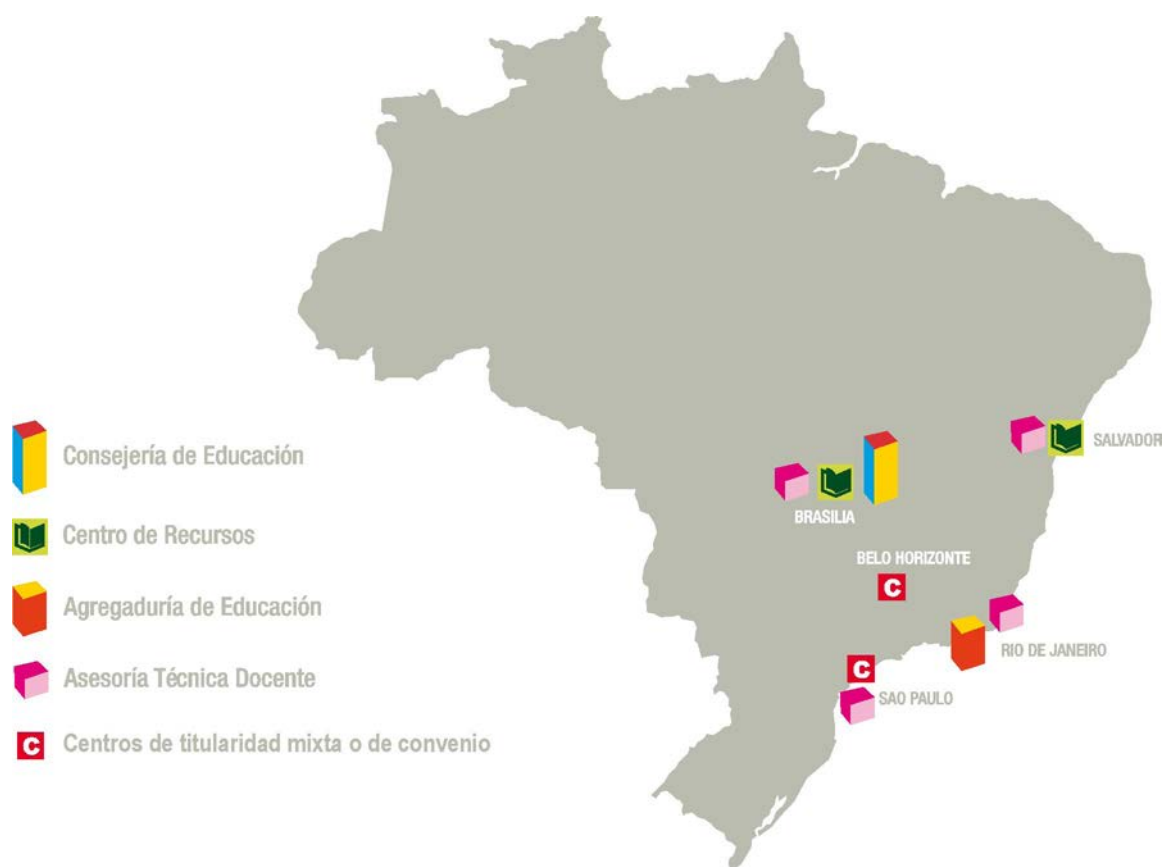 Consejería de Educación
Centro de Recursos
Agregaduría de Educación
Asesoría Técnica Docente
C Centros de titularidad mixta o de convenio
SALVADOR
BRASILIA
BELO HORIZONTE
C
RIO DE JANEIRO
C
SAO PAULO